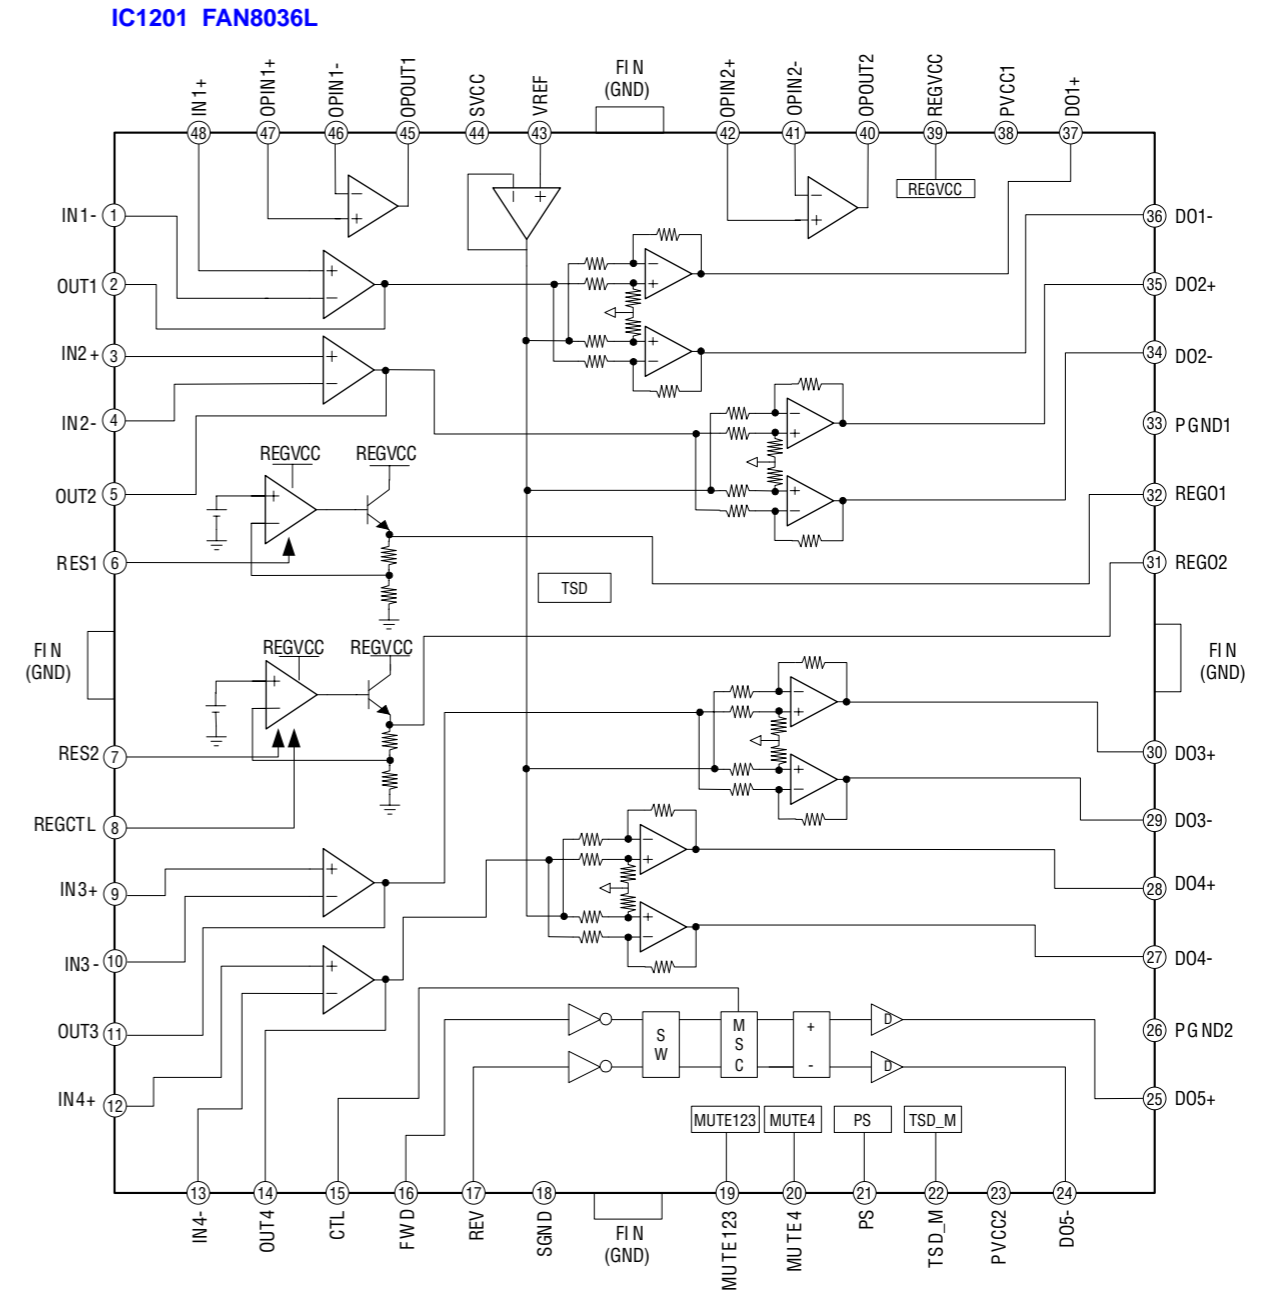 IC1201 FAN8036L
IN1+
OPIN1+
OPIN1-
OPOUT1
SVCC
VREF
FIN
(GND)
OPIN2+
OPIN2-
OPOUT2
REGVCC
PVCC1
DO1+
48
47
46
45
44
43
42
41
40
39
38
37
REGVCC
IN1- 1
36 DO1-
OUT1 2
35 DO2+
IN2+ 3
34 DO2-
IN2- 4
33 PGND1
REGVCC
REGVCC
OUT2 5
32 REGO1
RES1 6
31 REGO2
TSD
FIN
(GND)
REGVCC
REGVCC
FIN
(GND)
RES2 7
30 DO3+
REGCTL 8
29 DO3-
IN3+ 9
28 DO4+
IN3- 10
27 DO4-
OUT3 11
26 PGND2
SW
MSC
+
-
D
D
IN4+ 12
25 DO5+
MUTE123
MUTE4
PS
TSD_M
13
14
15
16
17
18
19
20
21
22
23
24
IN4-
OUT4
CTL
FWD
REV
SGND
FIN
(GND)
MUTE123
MUTE4
PS
TSD_M
PVCC2
DO5-